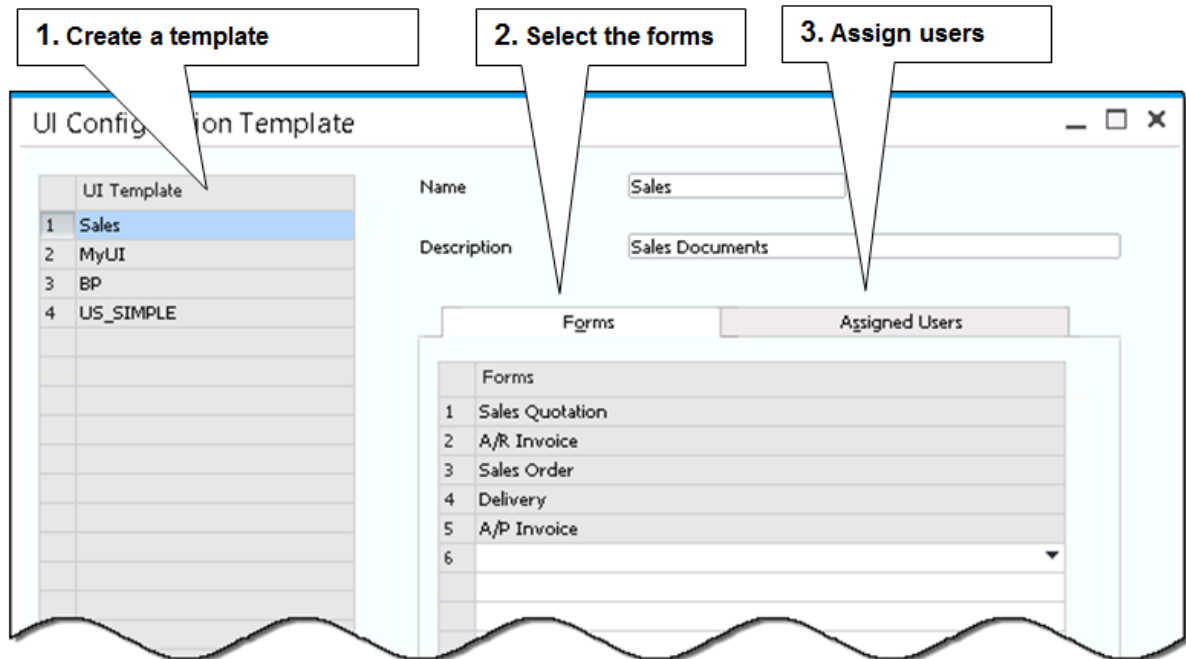 1. Create a template
2. Select the forms
3. Assign users
UI Config ion Template
UI Template
1 Sales
2 MyUI
3 BP
4 US_SIMPLE
Name Sales
Description Sales Documents
Forms Assigned Users
Forms
1 Sales Quotation
2 A/R Invoice
3 Sales Order
4 Delivery
5 A/P Invoice
6